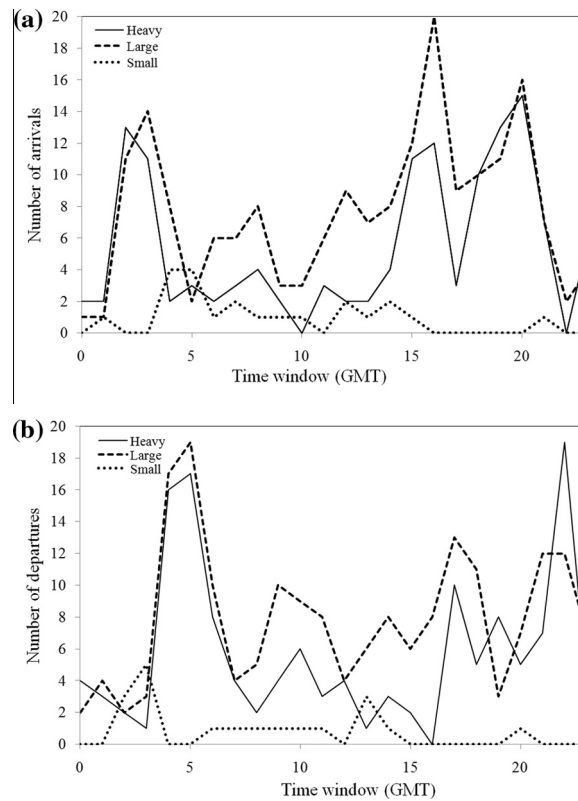 (a)
20
18
16
14
12
10
8
6
4
2
0
Number of arrivals
Heavy
Large
Small
0 5 10 15 20
Time window (GMT)
(b)
20
18
16
14
12
10
8
6
4
2
0
Number of departures
Heavy
Large
Small
0 5 10 15 20
Time window (GMT)